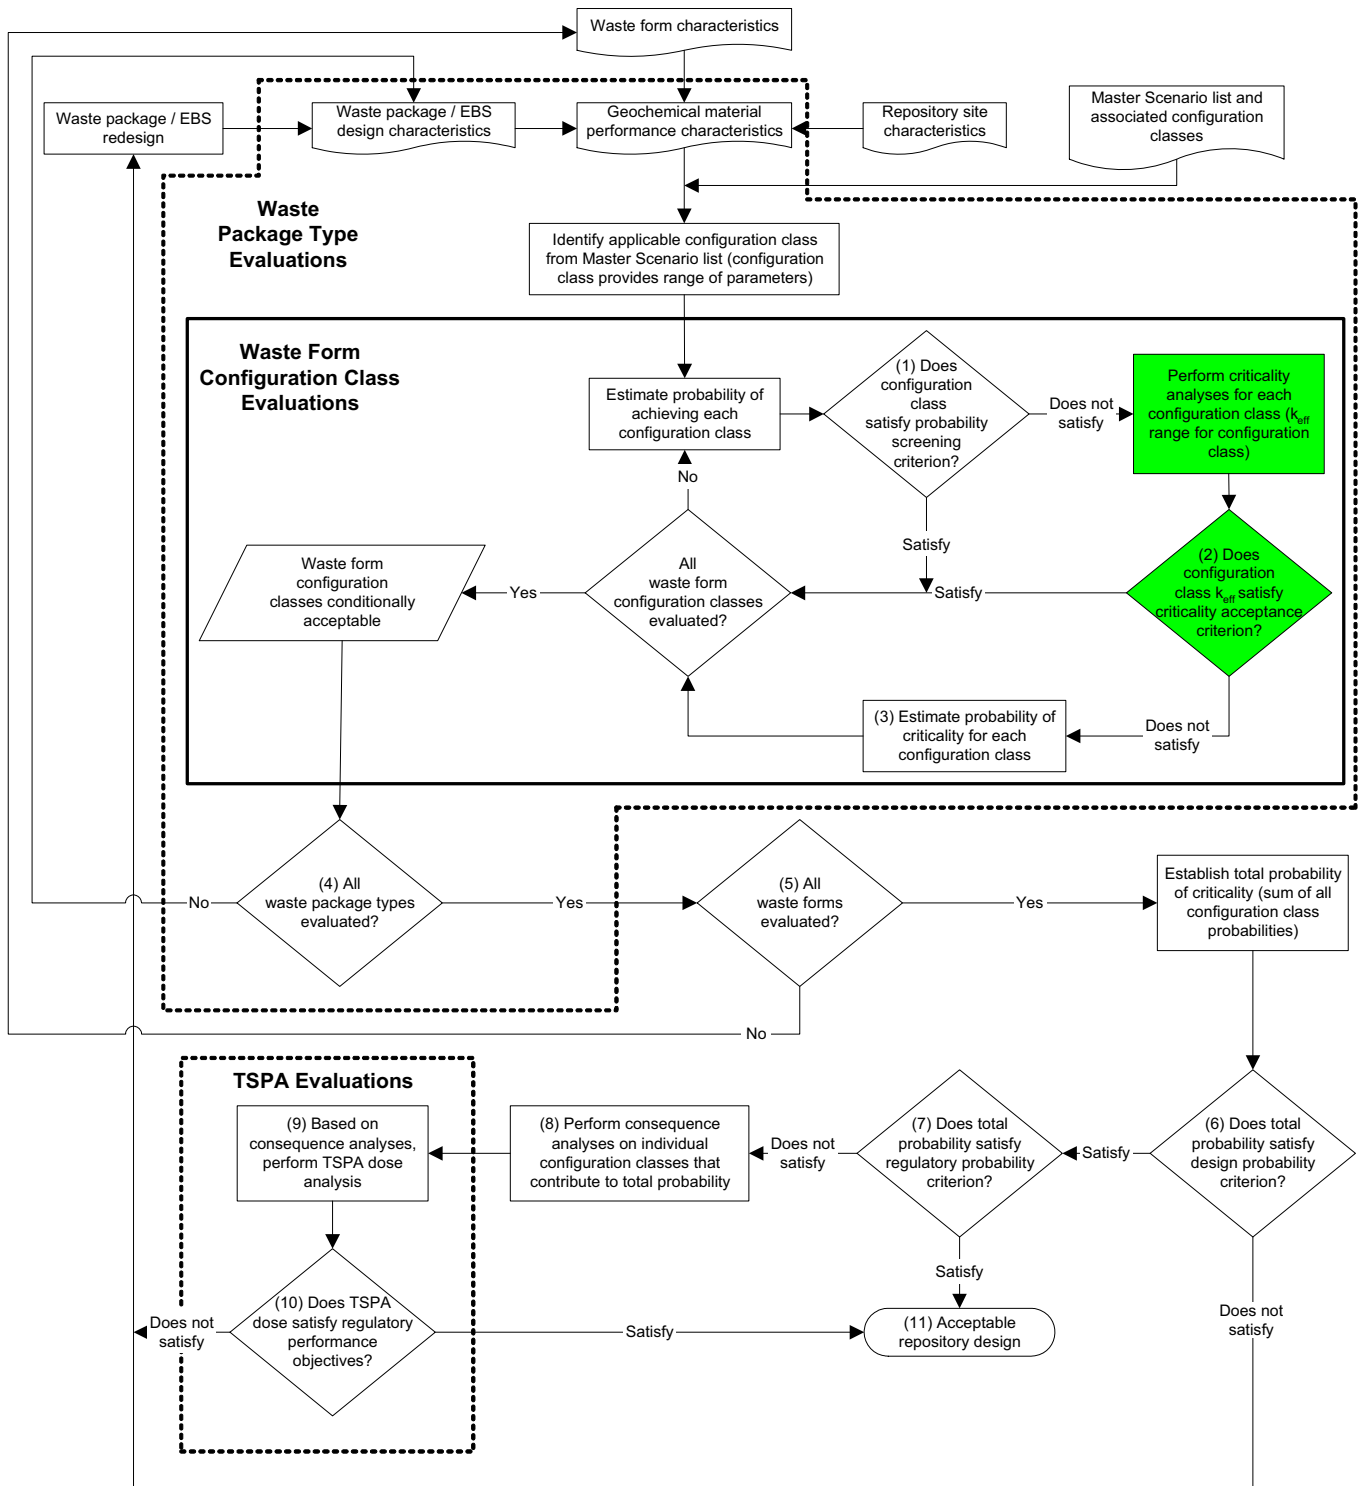 Waste form characteristics
Waste package / EBS
redesign
Waste package / EBS
design characteristics
Geochemical material
performance characteristics
Repository site
characteristics
Master Scenario list and
associated configuration
classes
Waste
Package Type
Evaluations
Identify applicable configuration class
from Master Scenario list (configuration
class provides range of parameters)
Waste Form
Configuration Class
Evaluations
Estimate probability of
achieving each
configuration class
(1) Does
configuration
class
satisfy probability
screening
criterion?
Does not
satisfy
Perform criticality
analyses for each
configuration class (keff
range for configuration
class)
No
Satisfy
Waste form
configuration
classes conditionally
acceptable
Yes
All
waste form
configuration classes
evaluated?
Satisfy
(2) Does
configuration
class keff satisfy
criticality acceptance
criterion?
(3) Estimate probability of
criticality for each
configuration class
Does not
satisfy
No
(4) All
waste package types
evaluated?
Yes
(5) All
waste forms
evaluated?
Yes
Establish total probability
of criticality (sum of all
configuration class
probabilities)
No
TSPA Evaluations
(9) Based on
consequence analyses,
perform TSPA dose
analysis
(8) Perform consequence
analyses on individual
configuration classes that
contribute to total probability
Does not
satisfy
(7) Does total
probability satisfy
regulatory probability
criterion?
Satisfy
(6) Does total
probability satisfy
design probability
criterion?
Satisfy
Does not
satisfy
Does not
satisfy
(10) Does TSPA
dose satisfy regulatory
performance
objectives?
Satisfy
(11) Acceptable
repository design